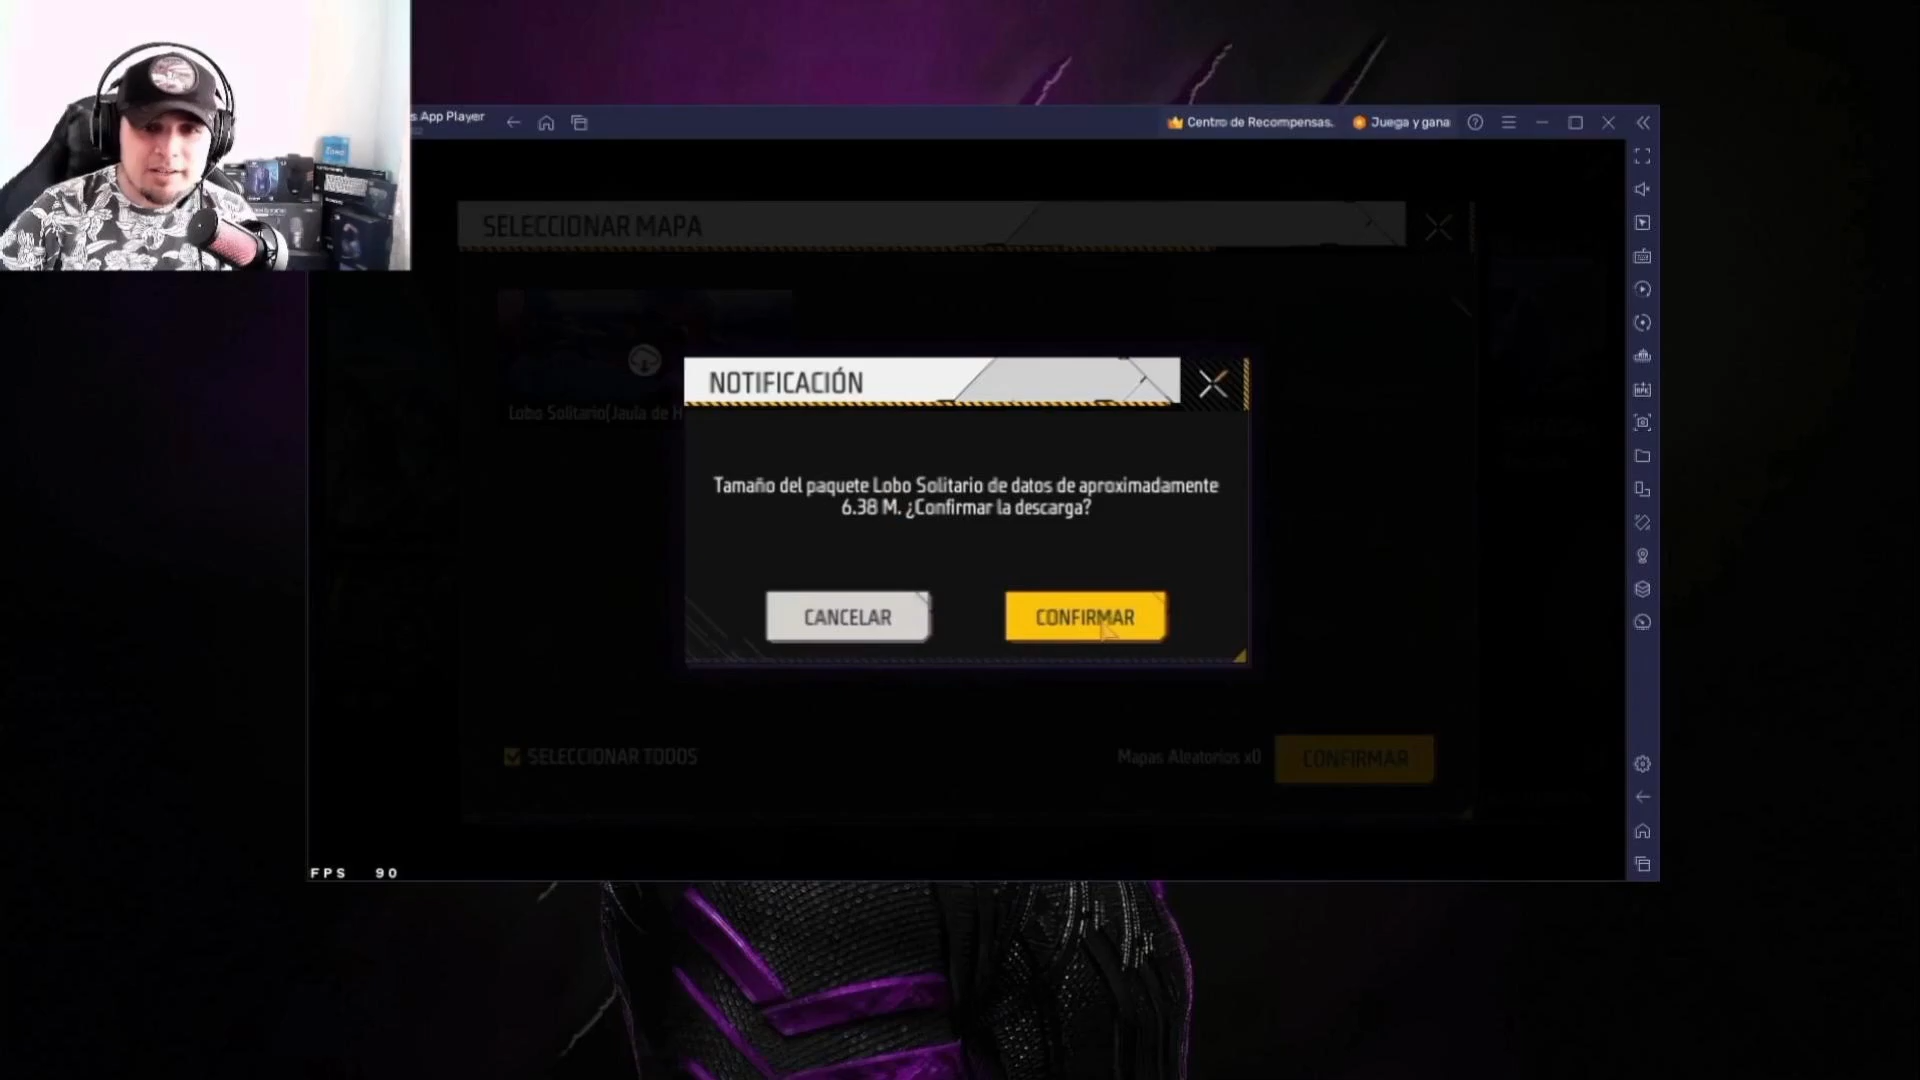 s App Player
Centro de Recompensas.
Juega y gana
SELECCIONAR MAPA
NOTIFICACIÓN
Lobo Solitario(Jaula de H
Tamaño del paquete Lobo Solitario de datos de aproximadamente
6.38 M. ¿Confirmar la descarga?
CANCELAR
CONFIRMAR
SELECCIONAR TODOS
Mapas Aleatorios x0
CONFIRMAR
FPS 90